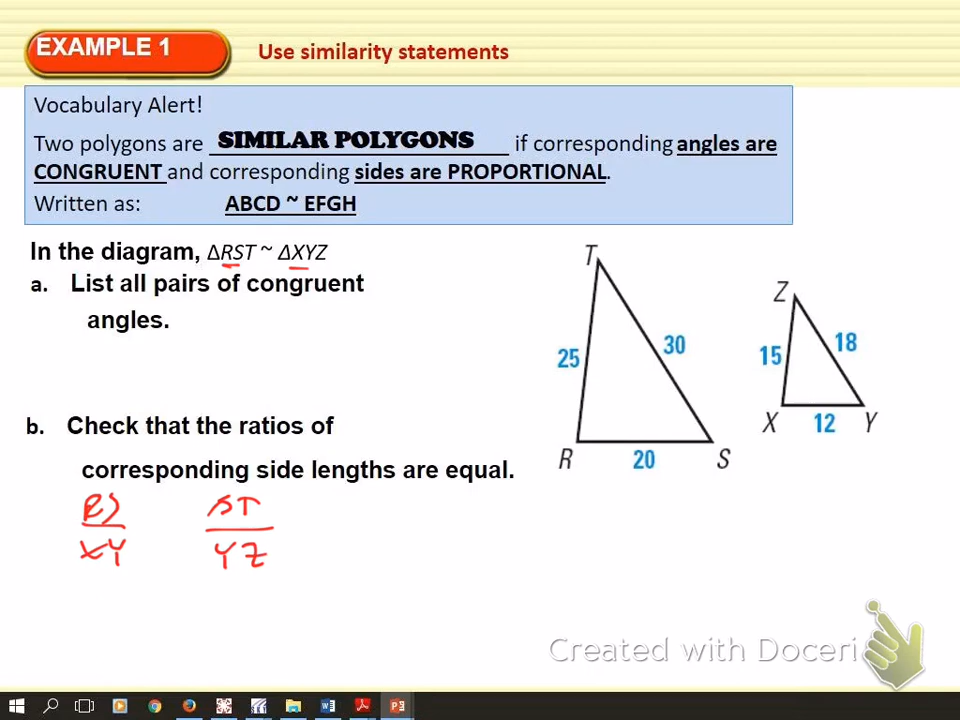 EXAMPLE 1
Use similarity statements
Vocabulary Alert!
Two polygons are SIMILAR POLYGONS if corresponding angles are
CONGRUENT and corresponding sides are PROPORTIONAL.
Written as: ABCD ~ EFGH
In the diagram, ΔRST ~ ΔXYZ
a. List all pairs of congruent
angles.
T
25
30
R
20
S
Z
15
18
X
12
Y
b. Check that the ratios of
corresponding side lengths are equal.
RS ST
XY YZ
Created with Doceri